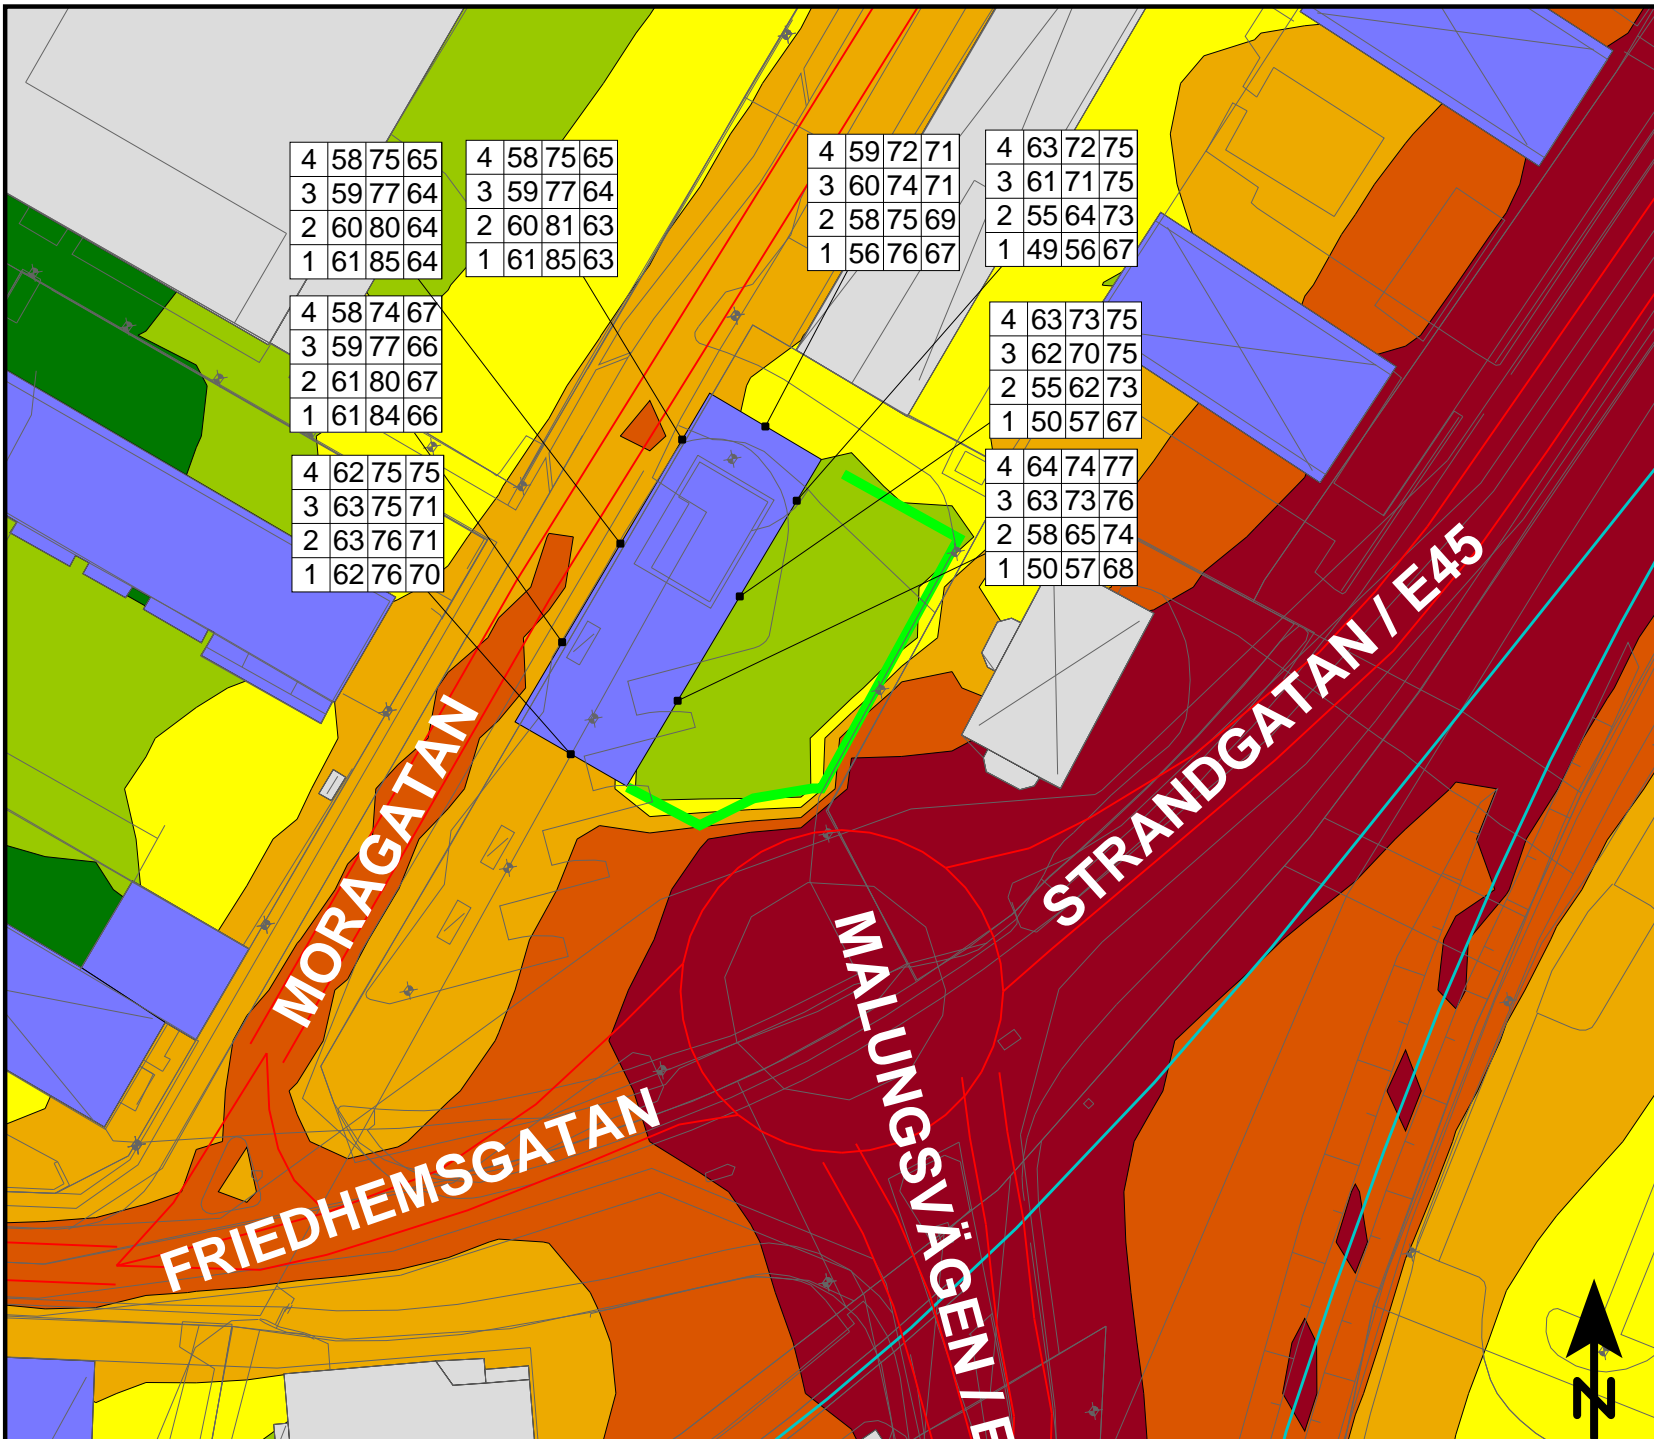 4 58 75 65
3 59 77 64
2 60 80 64
1 61 85 64
4 58 75 65
3 59 77 64
2 60 81 63
1 61 85 63
4 59 72 71
3 60 74 71
2 58 75 69
1 56 76 67
4 63 72 75
3 61 71 75
2 55 64 73
1 49 56 67
4 58 74 67
3 59 77 66
2 61 80 67
1 61 84 66
4 63 73 75
3 62 70 75
2 55 62 73
1 50 57 67
4 62 75 75
3 63 75 71
2 63 76 71
1 62 76 70
4 64 74 77
3 63 73 76
2 58 65 74
1 50 57 68
STRANDGATAN / E45
MORAGATAN
MALUNGSVÄGEN / E
FRIEDHEMSGATAN
N